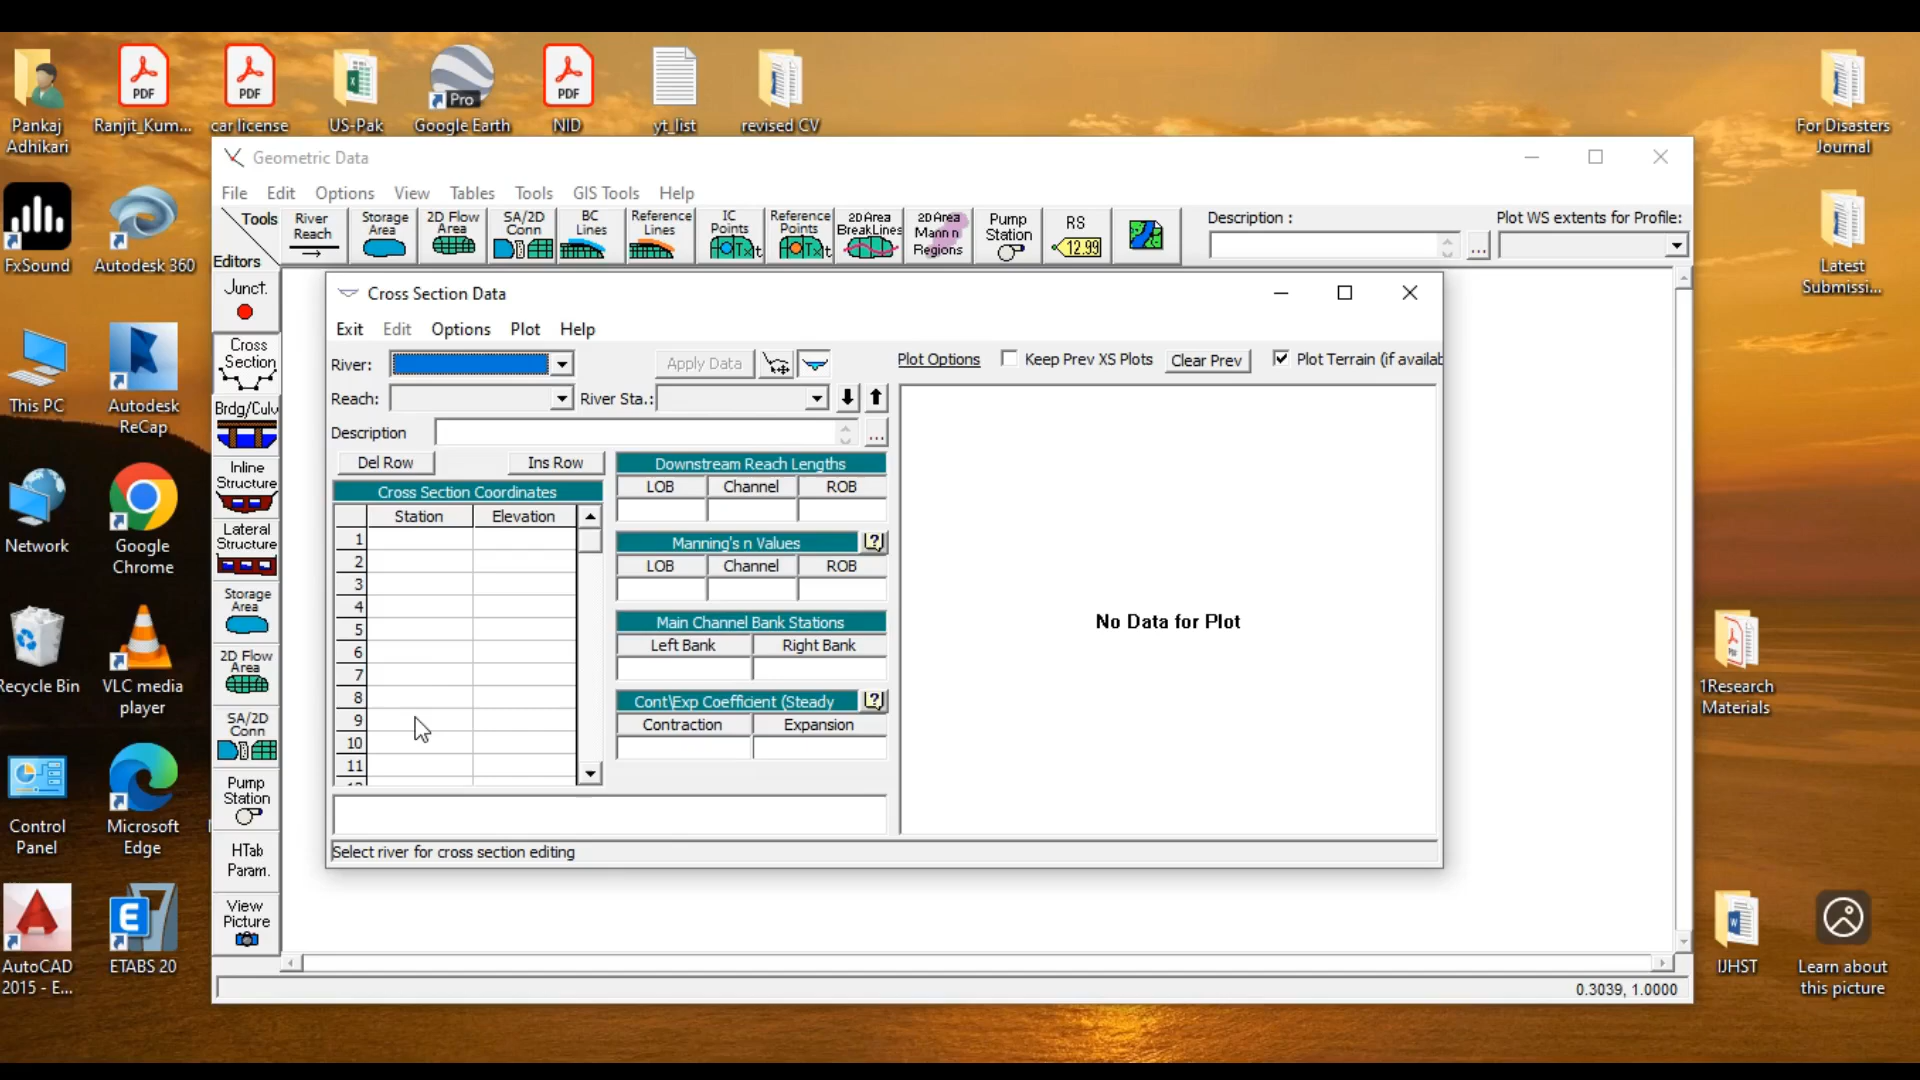 Pankaj
Adhikari
PDF
Ranjit_Kum...
PDF
car license
US-Pak
Pro
Google Earth
PDF
NID
yt_list
revised CV
For Disasters
Journal
FxSound
Autodesk 360
Latest
Submissi...
This PC
Autodesk
ReCap
Network
Google
Chrome
Recycle Bin
VLC media
player
Control
Panel
Microsoft
Edge
AutoCAD
2015 - E...
ETABS 20
1Research
Materials
IJHST
Learn about
this picture
Geometric Data
File Edit Options View Tables Tools GIS Tools Help
Tools
Editors
River
Reach
Storage
Area
2D Flow
Area
SA/2D
Conn
BC
Lines
Reference
Lines
IC
Points
Reference
Points
2D Area
BreakLines
2D Area
Mann n
Regions
Pump
Station
RS
12.99
Description :
...
Plot WS extents for Profile:
Junct.
Cross
Section
Brdg/Culv
Inline
Structure
Lateral
Structure
Storage
Area
2D Flow
Area
SA/2D
Conn
Pump
Station
HTab
Param.
View
Picture
Cross Section Data
Exit Edit Options Plot Help
River:
Apply Data
Plot Options
Keep Prev XS Plots
Clear Prev
Plot Terrain (if availab
Reach:
River Sta.:
Description
...
Del Row
Ins Row
Cross Section Coordinates
Station Elevation
1
2
3
4
5
6
7
8
9
10
11
Downstream Reach Lengths
LOB Channel ROB
Manning's n Values
LOB Channel ROB
Main Channel Bank Stations
Left Bank Right Bank
Cont\Exp Coefficient (Steady
Contraction Expansion
No Data for Plot
Select river for cross section editing
0.3039, 1.0000